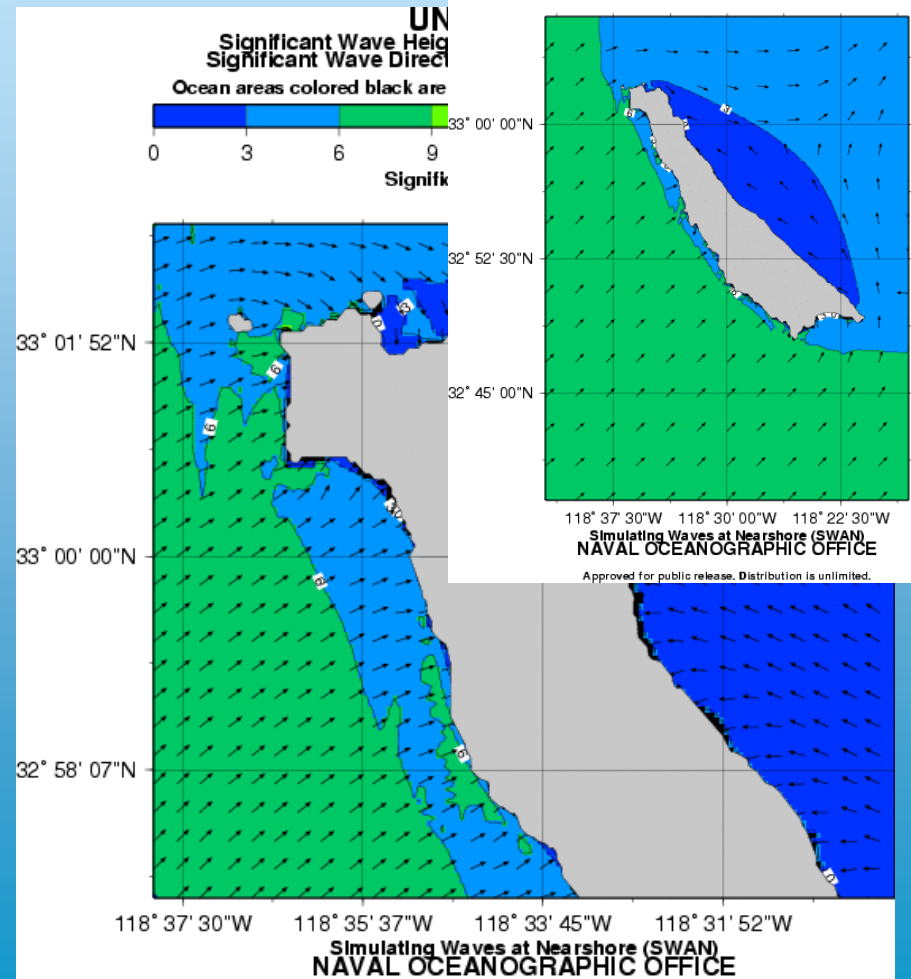 UN
Significant Wave Heig
Significant Wave Direct
Ocean areas colored black are
0 3 6 9
Signifi
33° 01' 52"N
33° 00' 00"N
32° 58' 07"N
118° 37' 30"W 118° 35' 37"W 118° 33' 45"W 118° 31' 52"W
Simulating Waves at Nearshore (SWAN)
NAVAL OCEANOGRAPHIC OFFICE
33° 00' 00"N
32° 52' 30"N
32° 45' 00"N
118° 37' 30"W 118° 30' 00"W 118° 22' 30"W
Simulating Waves at Nearshore (SWAN)
NAVAL OCEANOGRAPHIC OFFICE
Approved for public release. Distribution is unlimited.